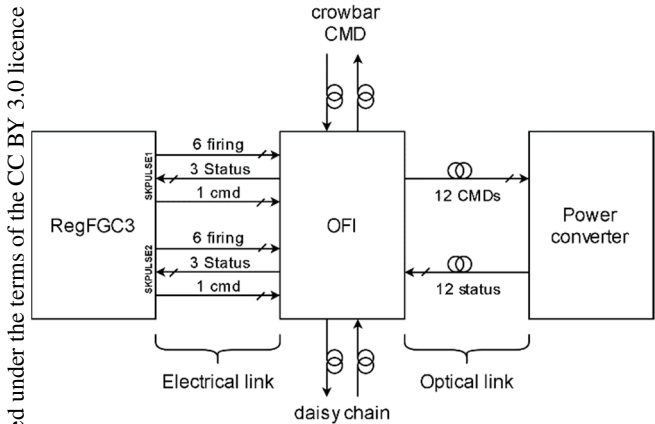 ed under the terms of the CC BY 3.0 licence
crowbar
CMD
RegFGC3
SKPULSE1
6 firing
3 Status
1 cmd
SKPULSE2
6 firing
3 Status
1 cmd
OFI
12 CMDs
12 status
Power
converter
Electrical link
Optical link
daisy chain